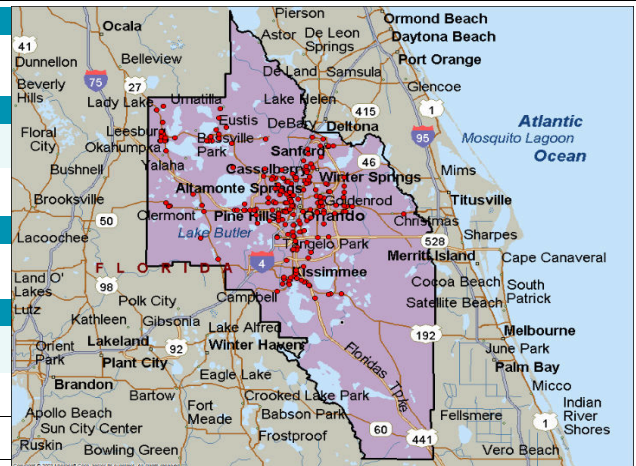 Pierson
Ormond Beach
Ocala
Astor
De Leon
Springs
Daytona Beach
41
Dunnellon
Belleview
Port Orange
De Land
Samsula
75
Beverly
Hills
27
Glencoe
Lady Lake
Umatilla
Lake Helen
415
1
Atlantic
Ocean
Eustis
DeBary
Deltona
Floral
City
Leesburg
95
Mosquito Lagoon
Okahumpka
Park
Sanford
46
Bushnell
Yalaha
Casselberry
Winter Springs
Mims
Altamonte Springs
Brooksville
Goldenrod
Titusville
50
Clermont
Pine Hills
Orlando
Christmas
Lacoochee
Lake Butler
Sharpes
Tangelo Park
528
FLORIDA
4
Merritt Island
Cape Canaveral
Land O'
Lakes
98
Kissimmee
Cocoa Beach
South
Patrick
Polk City
Campbell
Satellite Beach
Lutz
Kathleen
Gibsonia
Lake Alfred
192
Melbourne
Orient
Park
Lakeland
92
Winter Haven
Floridas Tpke
June Park
Plant City
Palm Bay
Eagle Lake
Brandon
Micco
Bartow
Crooked Lake Park
Indian
River
Shores
Apollo Beach
Fort
Meade
Babson Park
Fellsmere
1
Sun City Center
60
Frostproof
441
Ruskin
Bowling Green
Vero Beach